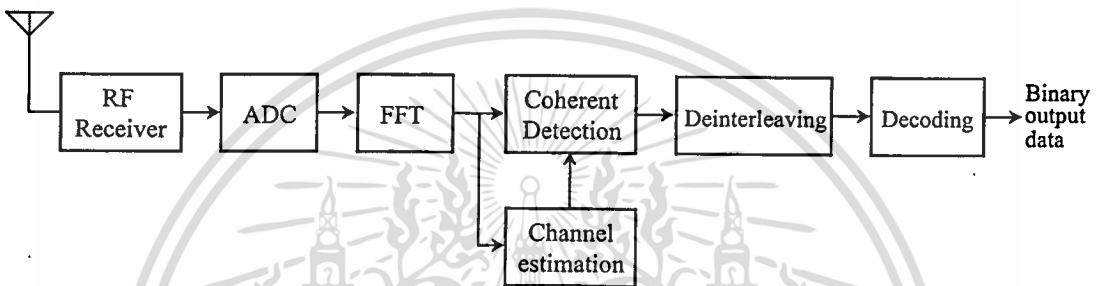 RF
Receiver
ADC
FFT
Coherent
Detection
Deinterleaving
Decoding
Binary
output
data
Channel
estimation